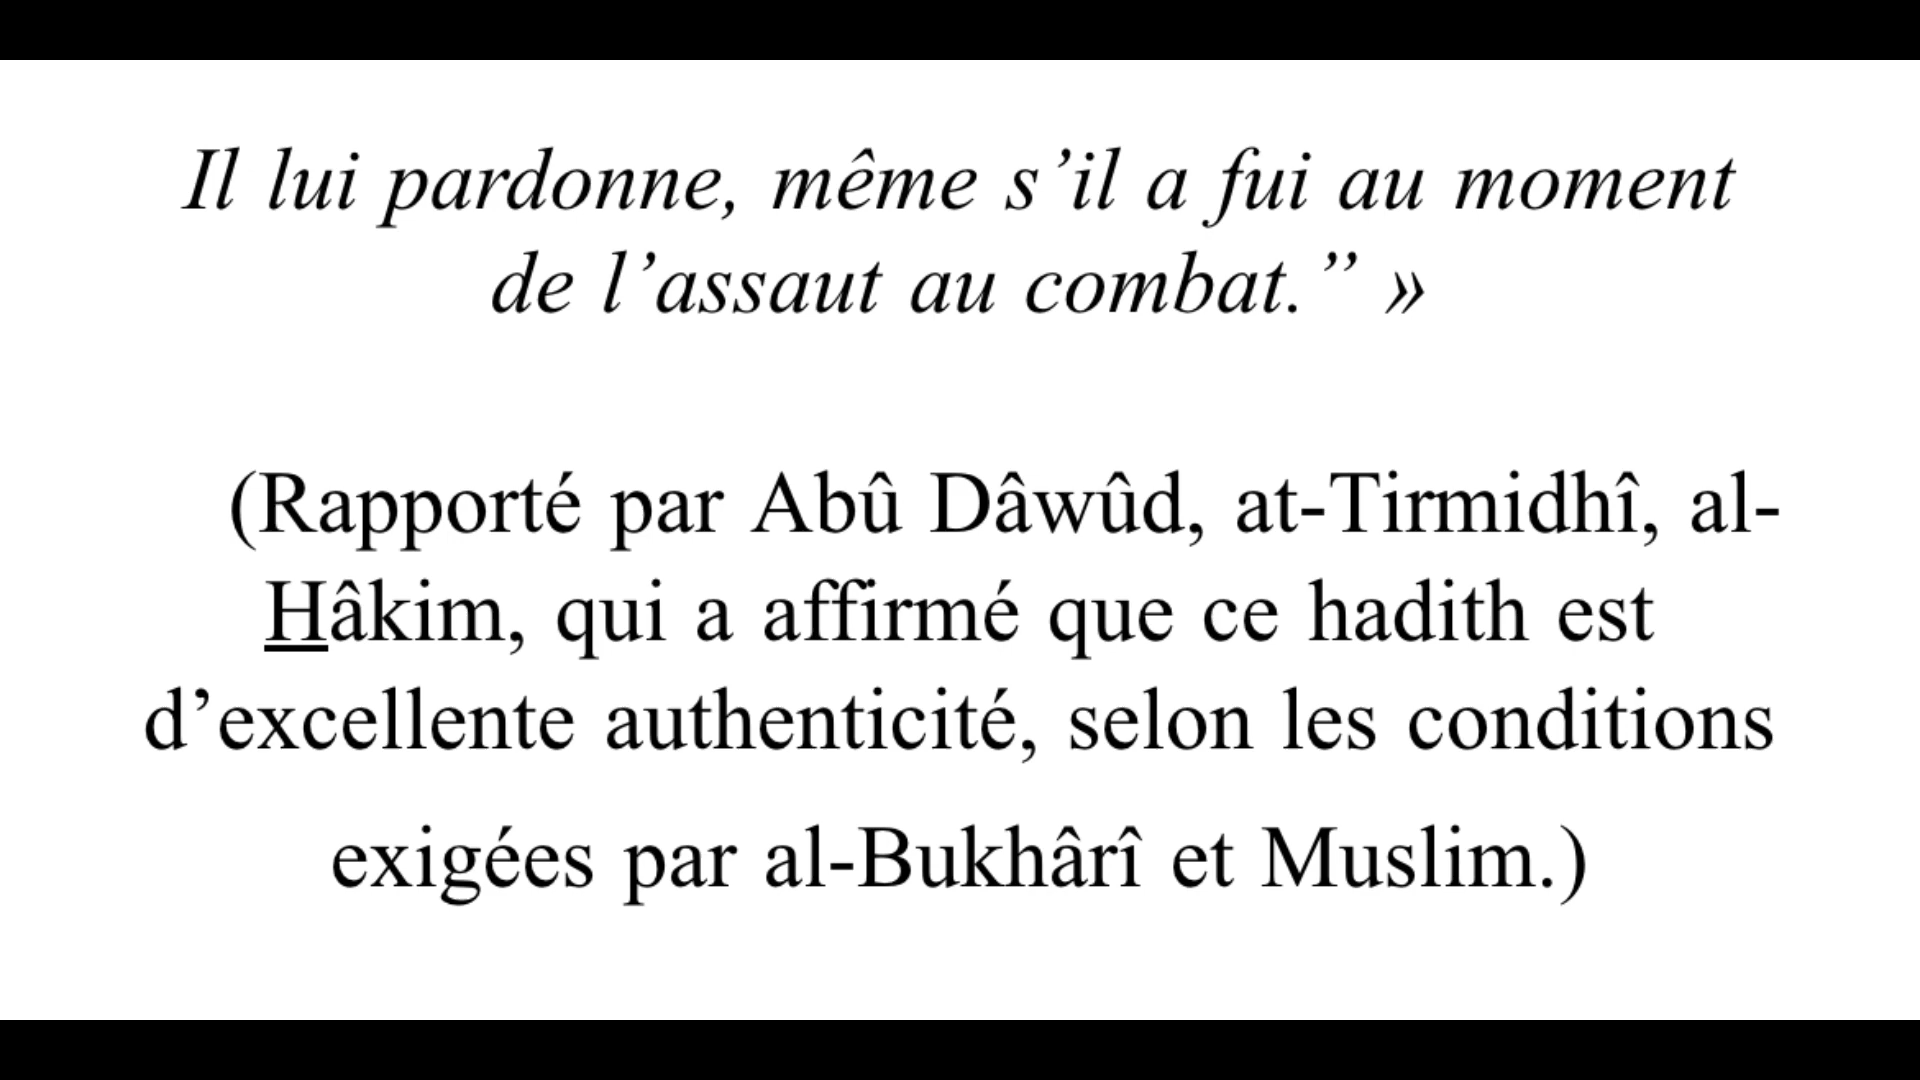 Il lui pardonne, même s’il a fui au moment
de l’assaut au combat.’’ »
(Rapporté par Abû Dâwûd, at-Tirmidhî, al-
Hâkim, qui a affirmé que ce hadith est
d’excellente authenticité, selon les conditions
exigées par al-Bukhârî et Muslim.)